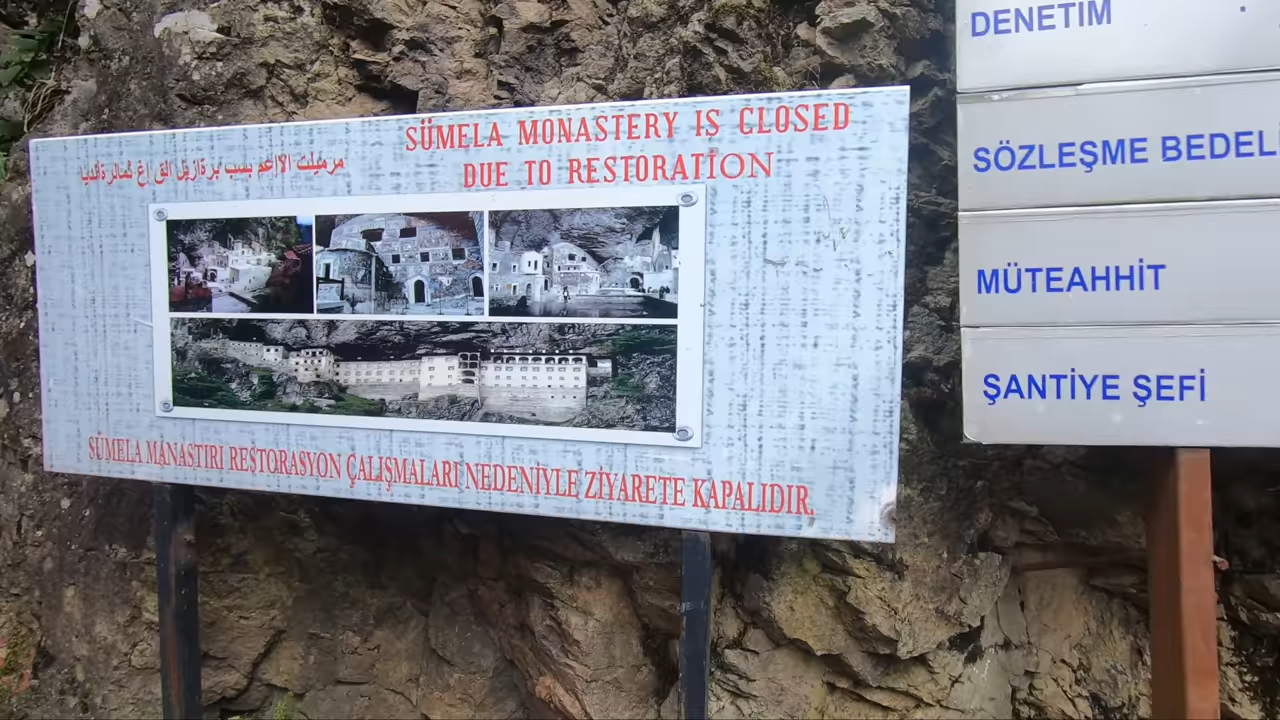 SÜMELA MONASTERY IS CLOSED
DUE TO RESTORATION
SÜMELA MANASTIRI RESTORASYON ÇALIŞMALARI NEDENİYLE ZİYARETE KAPALIDIR.
DENETİM
SÖZLEŞME BEDELİ
MÜTEAHHİT
ŞANTİYE ŞEFİ